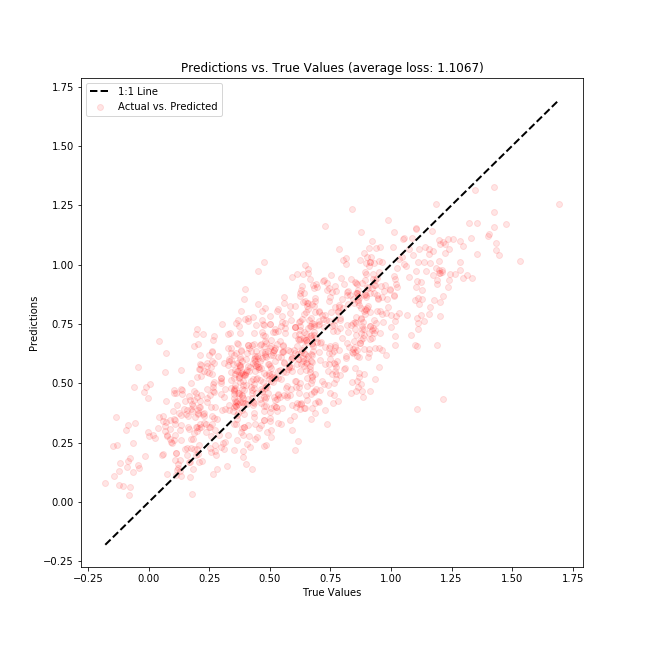 Predictions vs. True Values (average loss: 1.1067)
1:1 Line
Actual vs. Predicted
1.75
1.50
1.25
1.00
0.75
0.50
0.25
0.00
−0.25
Predictions
−0.25 0.00 0.25 0.50 0.75 1.00 1.25 1.50 1.75
True Values